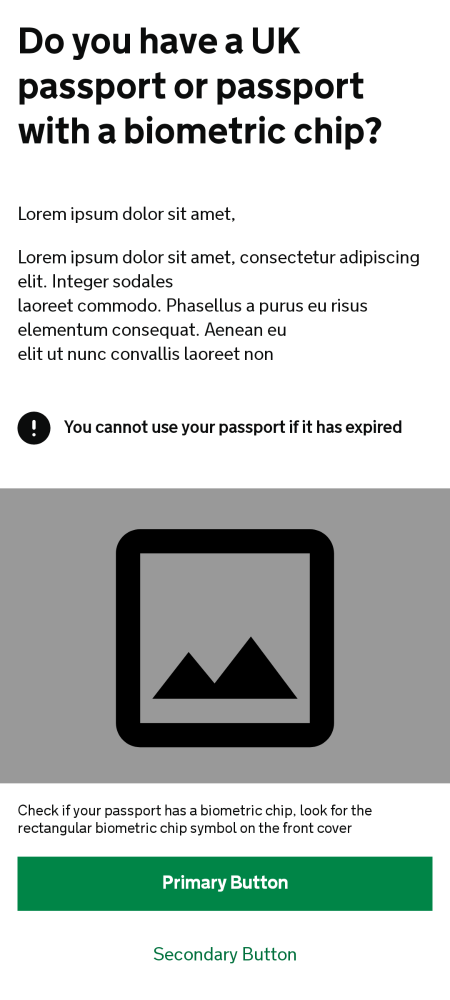 Do you have a UK
passport or passport
with a biometric chip?
Lorem ipsum dolor sit amet,
Lorem ipsum dolor sit amet, consectetur adipiscing
elit. Integer sodales
laoreet commodo. Phasellus a purus eu risus
elementum consequat. Aenean eu
elit ut nunc convallis laoreet non
You cannot use your passport if it has expired
Check if your passport has a biometric chip, look for the
rectangular biometric chip symbol on the front cover
Primary Button
Secondary Button